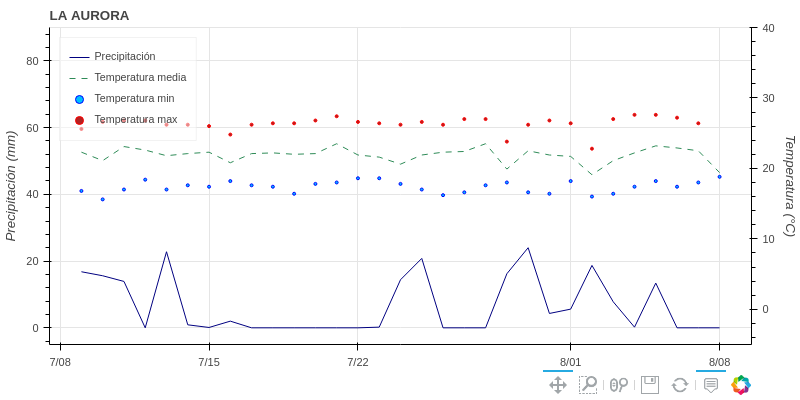 LA AURORA
Precipitación
Temperatura media
Temperatura min
Temperatura max
Precipitación (mm)
80
60
40
20
0
Temperatura (°C)
40
30
20
10
0
7/08
7/15
7/22
8/01
8/08